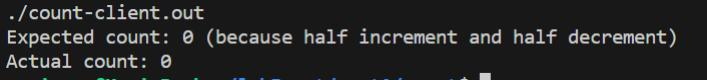 ./count-client.out
Expected count: 0 (because half increment and half decrement)
Actual count: 0